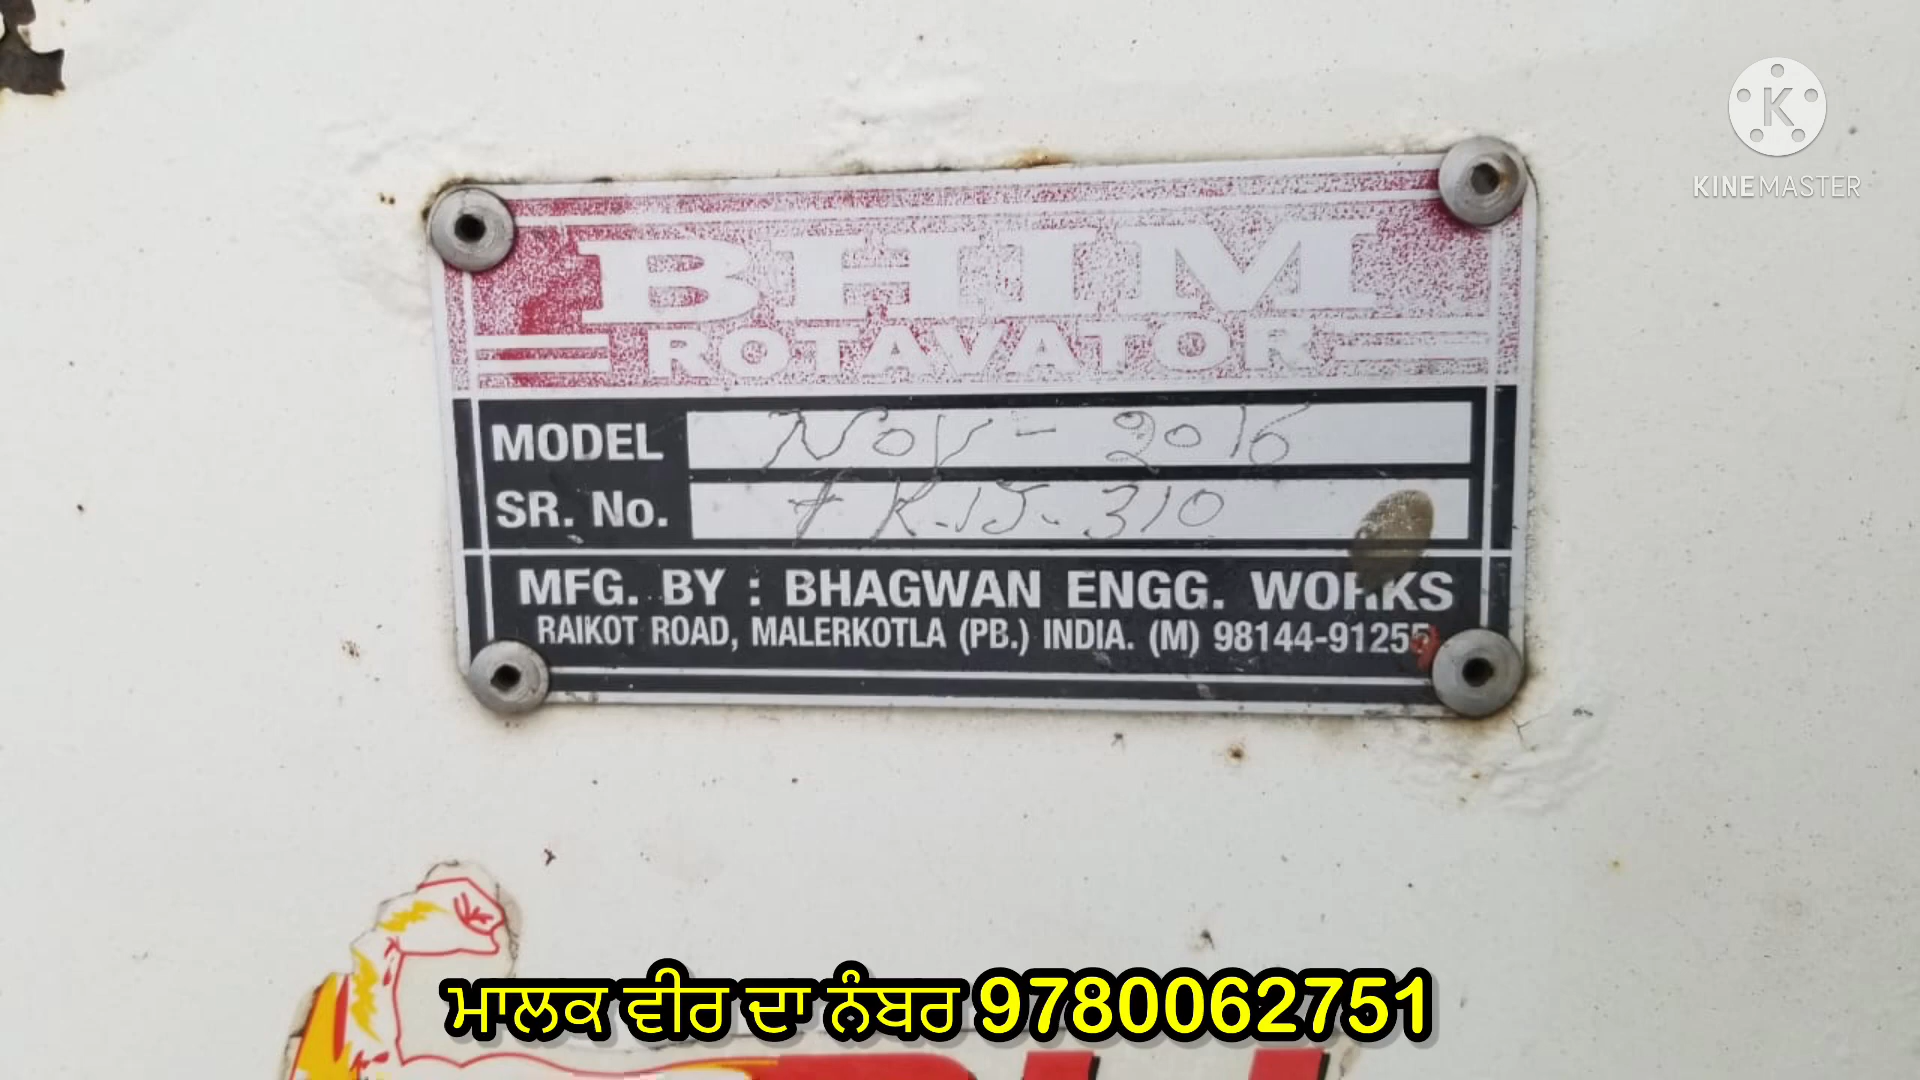 KINEMASTER
BHIM
ROTAVATOR
MODEL Nov - 2016
SR. No. 7 K.15. 310
MFG. BY : BHAGWAN ENGG. WORKS
RAIKOT ROAD, MALERKOTLA (PB.) INDIA. (M) 98144-91255
ਮਾਲਕ ਵੀਰ ਦਾ ਨੰਬਰ 9780062751